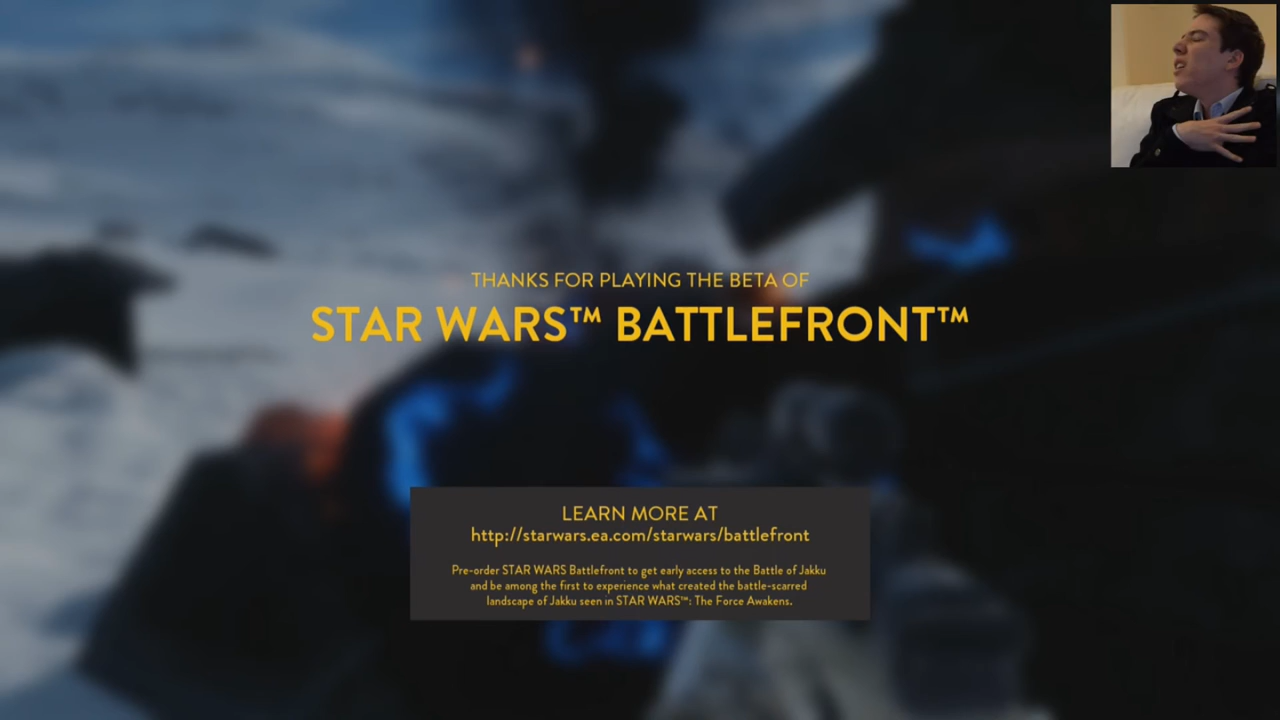 THANKS FOR PLAYING THE BETA OF
STAR WARS™ BATTLEFRONT™
LEARN MORE AT
http://starwars.ea.com/starwars/battlefront
Pre-order STAR WARS Battlefront to get early access to the Battle of Jakku
and be among the first to experience what created the battle-scarred
landscape of Jakku seen in STAR WARS™: The Force Awakens.